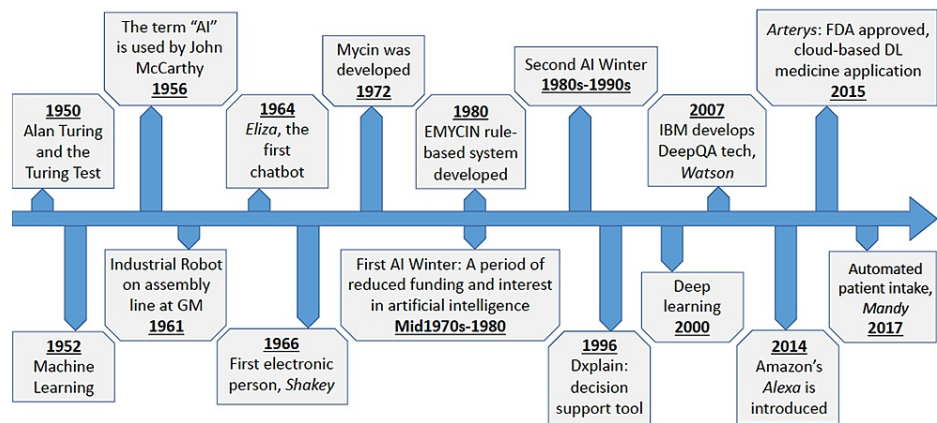 The term “AI”
is used by John
McCarthy
1956
Mycin was
developed
1972
Second AI Winter
1980s-1990s
Arterys: FDA approved,
cloud-based DL
medicine application
2015
1950
Alan Turing
and the
Turing Test
1964
Eliza, the
first
chatbot
1980
EMYCIN rule-
based system
developed
2007
IBM develops
DeepQA tech,
Watson
Industrial Robot
on assembly
line at GM
1961
First AI Winter: A period of
reduced funding and interest
in artificial intelligence
Mid1970s-1980
Deep
learning
2000
Automated
patient intake,
Mandy
2017
1952
Machine
Learning
1966
First electronic
person, Shakey
1996
Dxplain:
decision
support tool
2014
Amazon’s
Alexa is
introduced